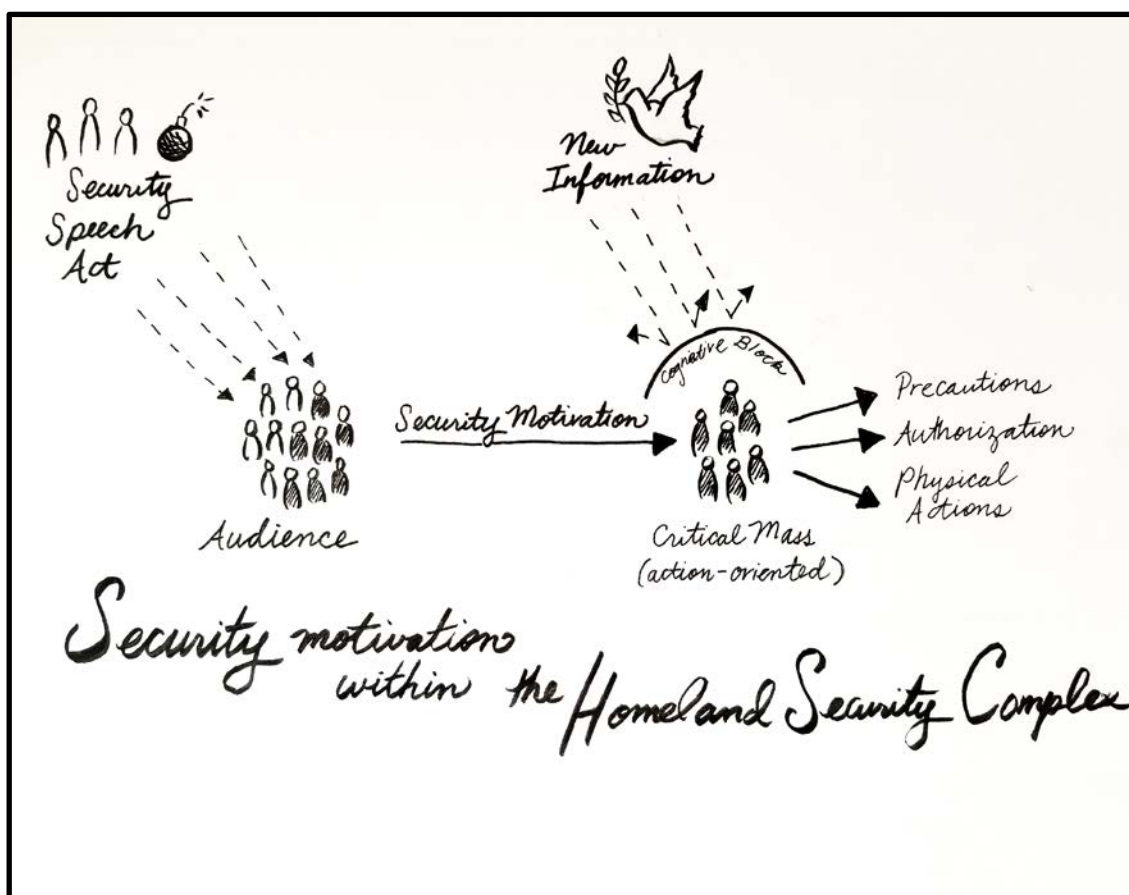 Security
Speech
Act
New
Information
Cognative Block
Security Motivation
Precautions
Authorization
Physical
Actions
Audience
Critical Mass
(action-oriented)
Security motivation
within the Homeland Security Complex